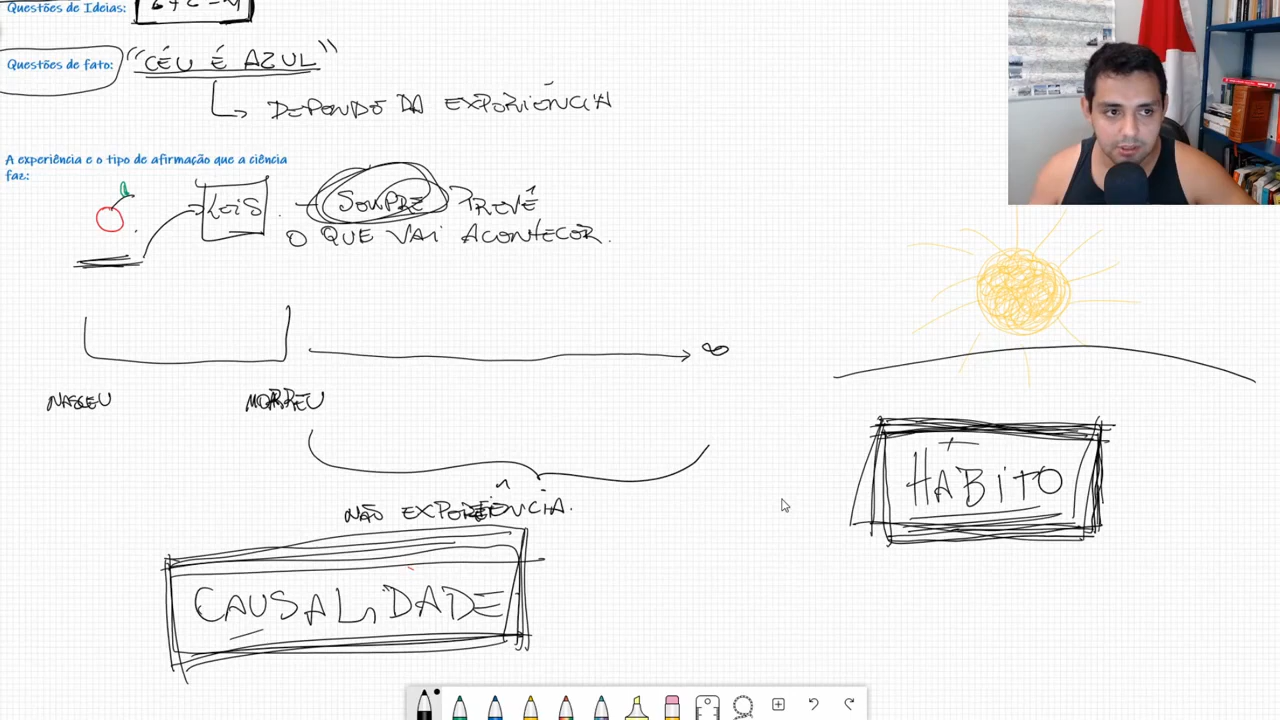 Questões de Ideias:
Questões de fato: "CÉU É AZUL"
DEPENDE DA EXPERIÊNCIA
A experiência e o tipo de afirmação que a ciência
faz:
LEIS - SEMPRE PREVÊ
O QUE VAI ACONTECER.
∞
NASCEU MORREU
NÃO EXPERIÊNCIA.
HÁBITO
CAUSALIDADE